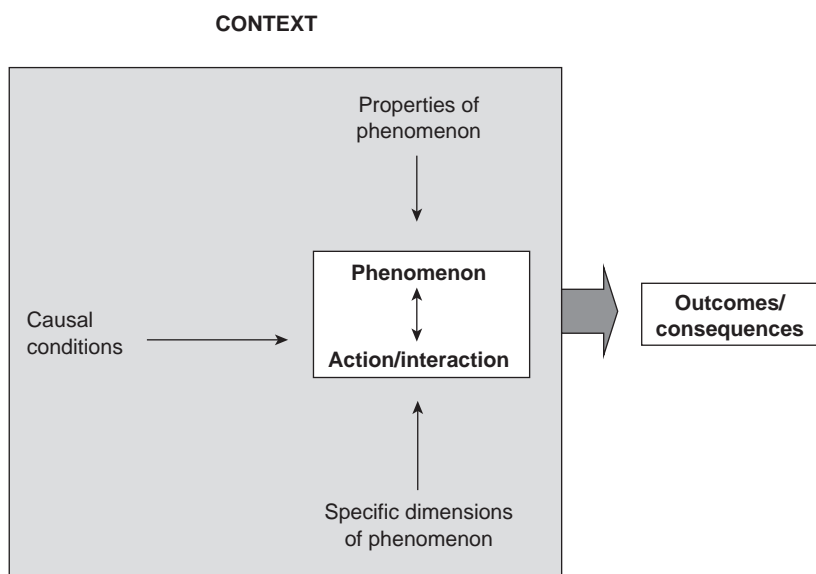 CONTEXT
Properties of
phenomenon
Phenomenon
Action/interaction
Causal
conditions
Outcomes/
consequences
Specific dimensions
of phenomenon